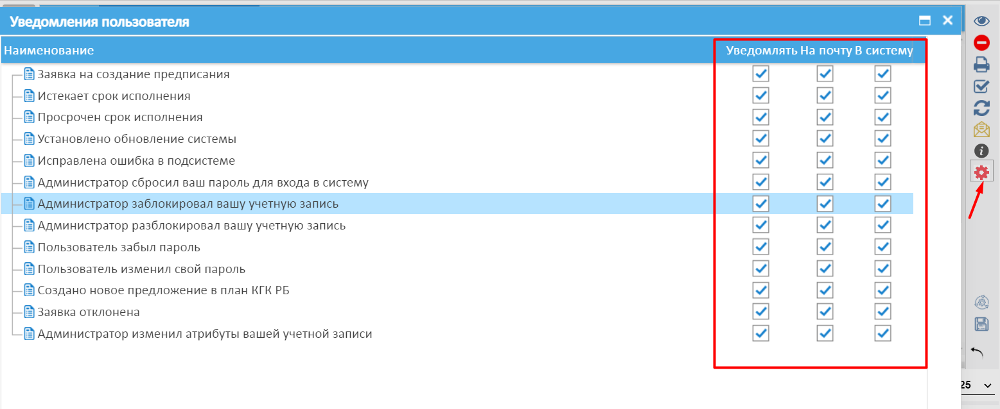 Уведомления пользователя
Наименование Уведомлять На почту В систему
Заявка на создание предписания
Истекает срок исполнения
Просрочен срок исполнения
Установлено обновление системы
Исправлена ошибка в подсистеме
Администратор сбросил ваш пароль для входа в систему
Администратор заблокировал вашу учетную запись
Администратор разблокировал вашу учетную запись
Пользователь забыл пароль
Пользователь изменил свой пароль
Создано новое предложение в план КГК РБ
Заявка отклонена
Администратор изменил атрибуты вашей учетной записи
25